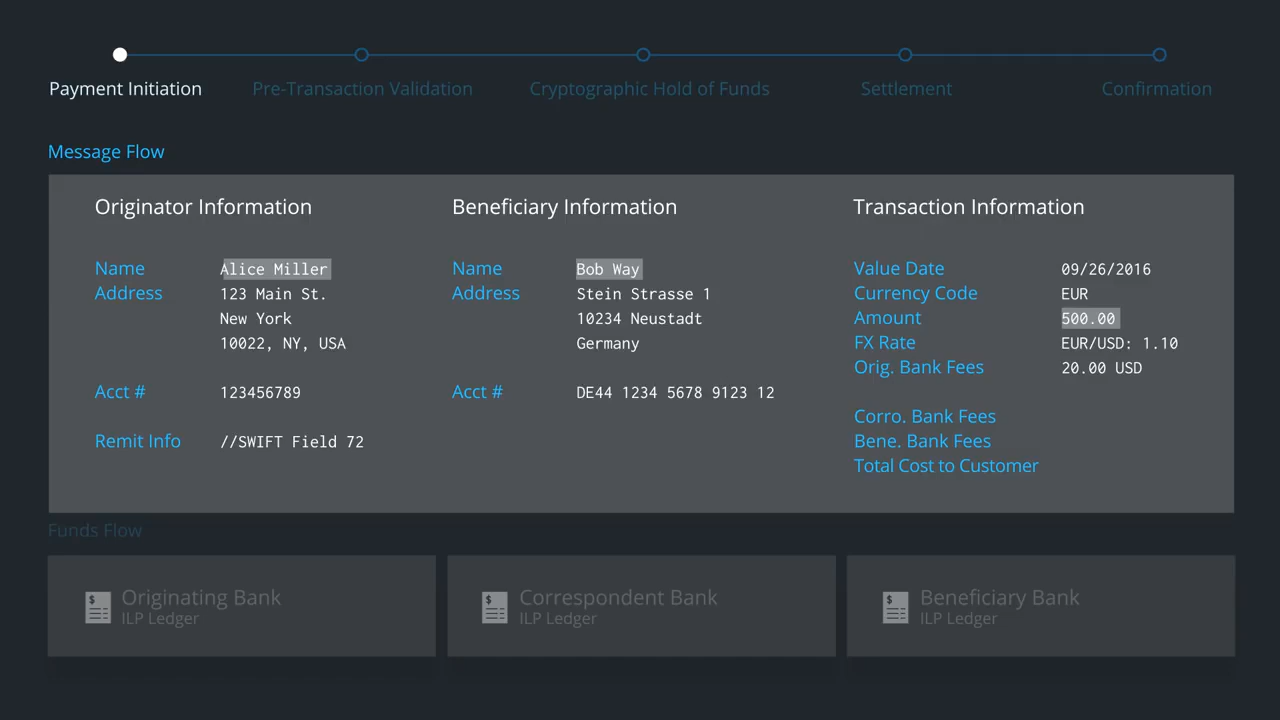 Payment Initiation
Pre-Transaction Validation
Cryptographic Hold of Funds
Settlement
Confirmation
Message Flow
Originator Information
Name Alice Miller
Address 123 Main St.
New York
10022, NY, USA
Acct # 123456789
Remit Info //SWIFT Field 72
Beneficiary Information
Name Bob Way
Address Stein Strasse 1
10234 Neustadt
Germany
Acct # DE44 1234 5678 9123 12
Transaction Information
Value Date 09/26/2016
Currency Code EUR
Amount 500.00
FX Rate EUR/USD: 1.10
Orig. Bank Fees 20.00 USD
Corro. Bank Fees
Bene. Bank Fees
Total Cost to Customer
Funds Flow
$ Originating Bank
ILP Ledger
$ Correspondent Bank
ILP Ledger
$ Beneficiary Bank
ILP Ledger